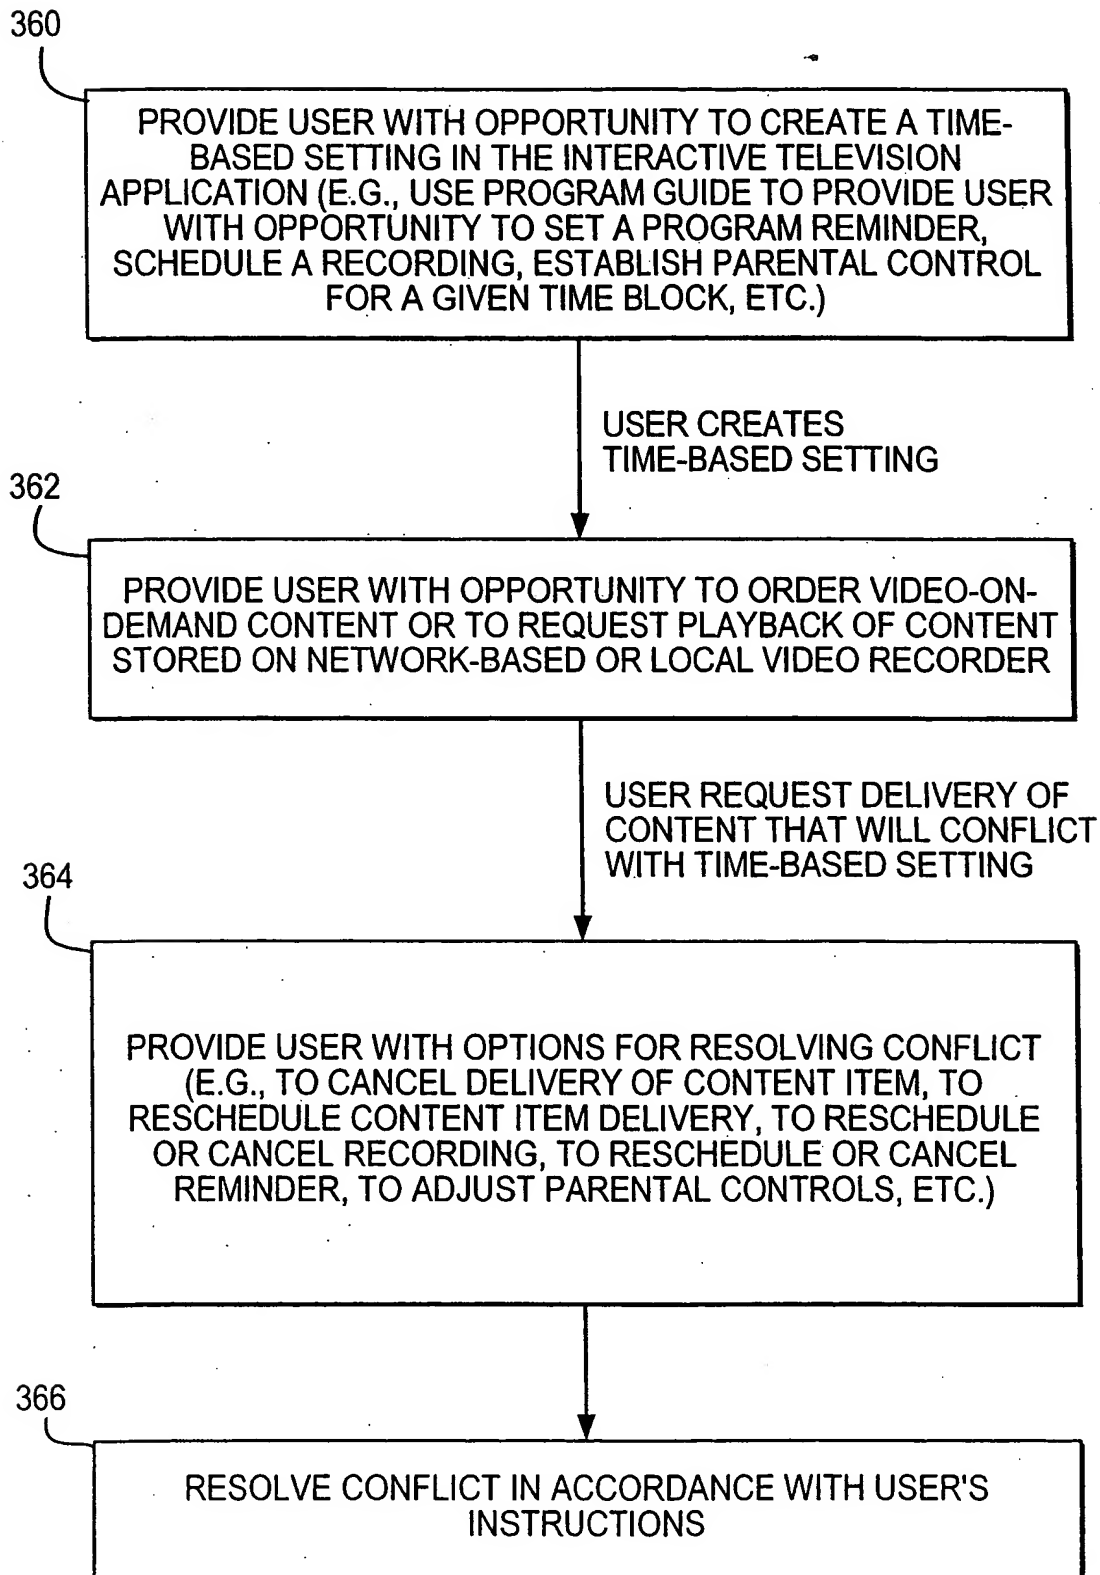 360
PROVIDE USER WITH OPPORTUNITY TO CREATE A TIME-
BASED SETTING IN THE INTERACTIVE TELEVISION
APPLICATION (E.G., USE PROGRAM GUIDE TO PROVIDE USER
WITH OPPORTUNITY TO SET A PROGRAM REMINDER,
SCHEDULE A RECORDING, ESTABLISH PARENTAL CONTROL
FOR A GIVEN TIME BLOCK, ETC.)
USER CREATES
TIME-BASED SETTING
362
PROVIDE USER WITH OPPORTUNITY TO ORDER VIDEO-ON-
DEMAND CONTENT OR TO REQUEST PLAYBACK OF CONTENT
STORED ON NETWORK-BASED OR LOCAL VIDEO RECORDER
USER REQUEST DELIVERY OF
CONTENT THAT WILL CONFLICT
WITH TIME-BASED SETTING
364
PROVIDE USER WITH OPTIONS FOR RESOLVING CONFLICT
(E.G., TO CANCEL DELIVERY OF CONTENT ITEM, TO
RESCHEDULE CONTENT ITEM DELIVERY, TO RESCHEDULE
OR CANCEL RECORDING, TO RESCHEDULE OR CANCEL
REMINDER, TO ADJUST PARENTAL CONTROLS, ETC.)
366
RESOLVE CONFLICT IN ACCORDANCE WITH USER'S
INSTRUCTIONS